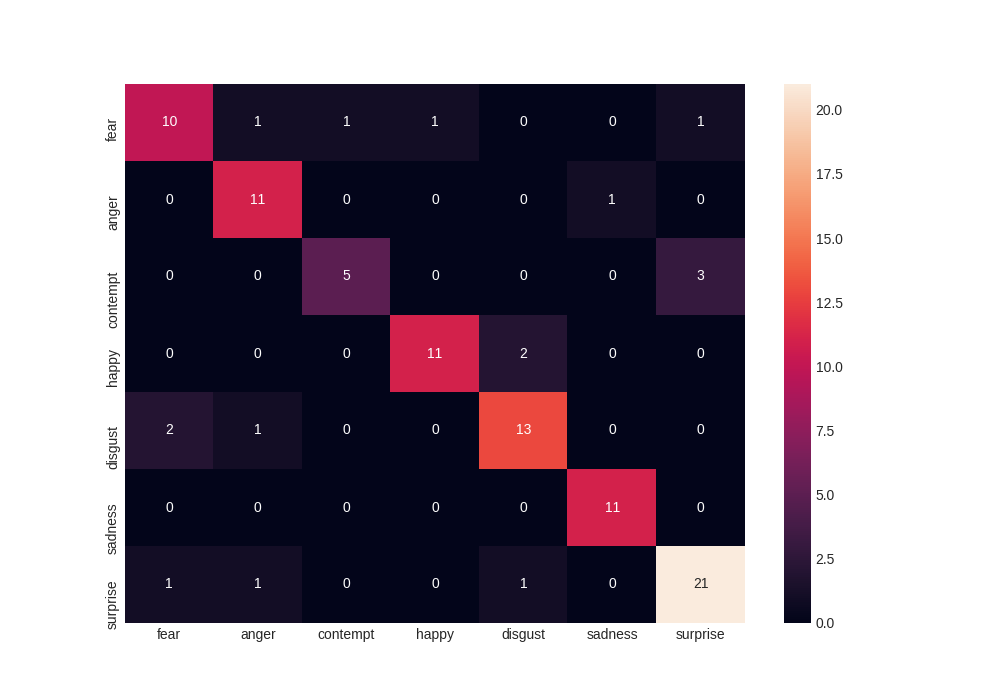 fear 10 1 1 1 0 0 1
anger 0 11 0 0 0 1 0
contempt 0 0 5 0 0 0 3
happy 0 0 0 11 2 0 0
disgust 2 1 0 0 13 0 0
sadness 0 0 0 0 0 11 0
surprise 1 1 0 0 1 0 21
fear anger contempt happy disgust sadness surprise
20.0
17.5
15.0
12.5
10.0
7.5
5.0
2.5
0.0